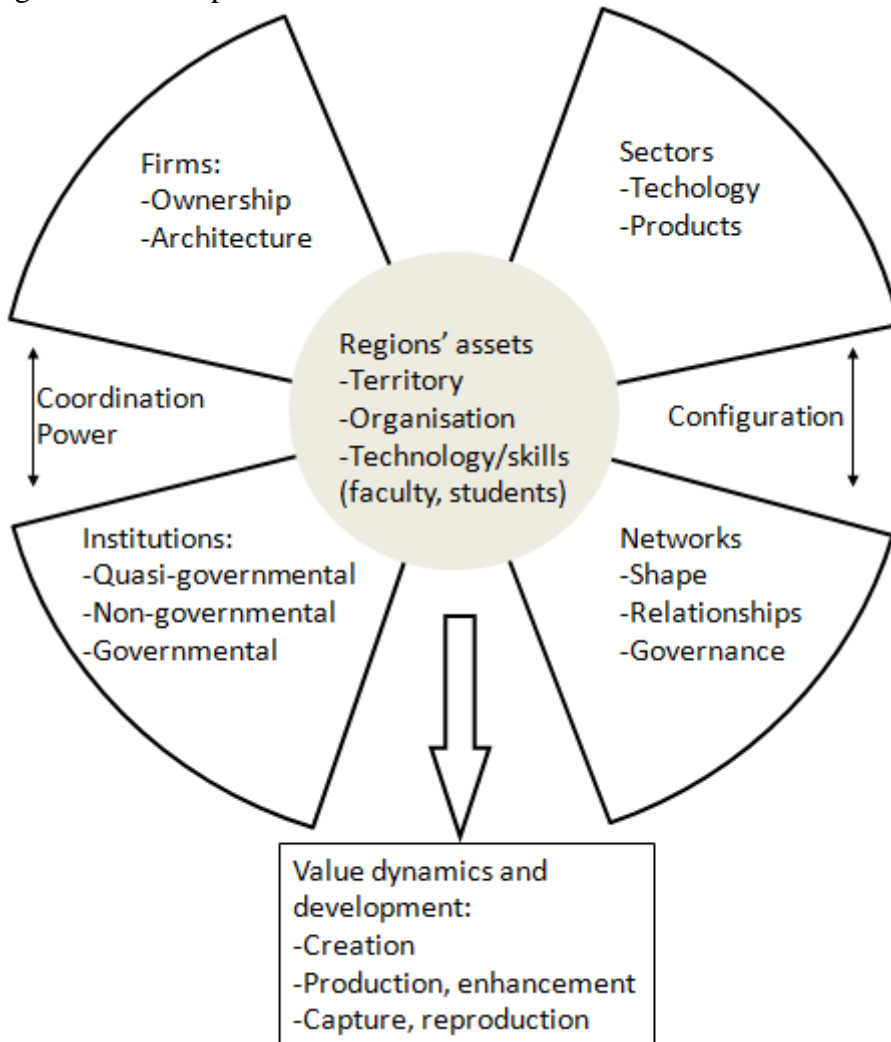 Firms:
-Ownership
-Architecture
Sectors
-Techology
-Products
Regions’ assets
-Territory
-Organisation
-Technology/skills
(faculty, students)
Coordination
Power
Configuration
Institutions:
-Quasi-governmental
-Non-governmental
-Governmental
Networks
-Shape
-Relationships
-Governance
Value dynamics and
development:
-Creation
-Production, enhancement
-Capture, reproduction